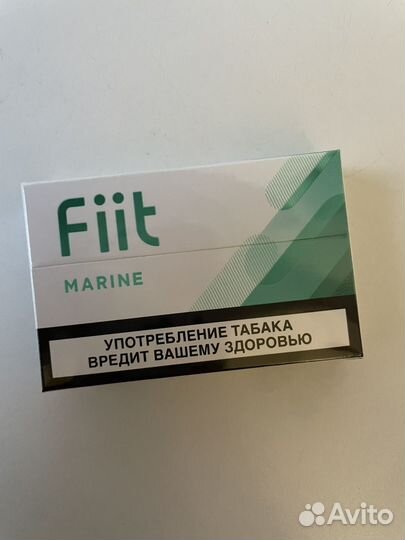 Fiit
MARINE
УПОТРЕБЛЕНИЕ ТАБАКА
ВРЕДИТ ВАШЕМУ ЗДОРОВЬЮ
Avito